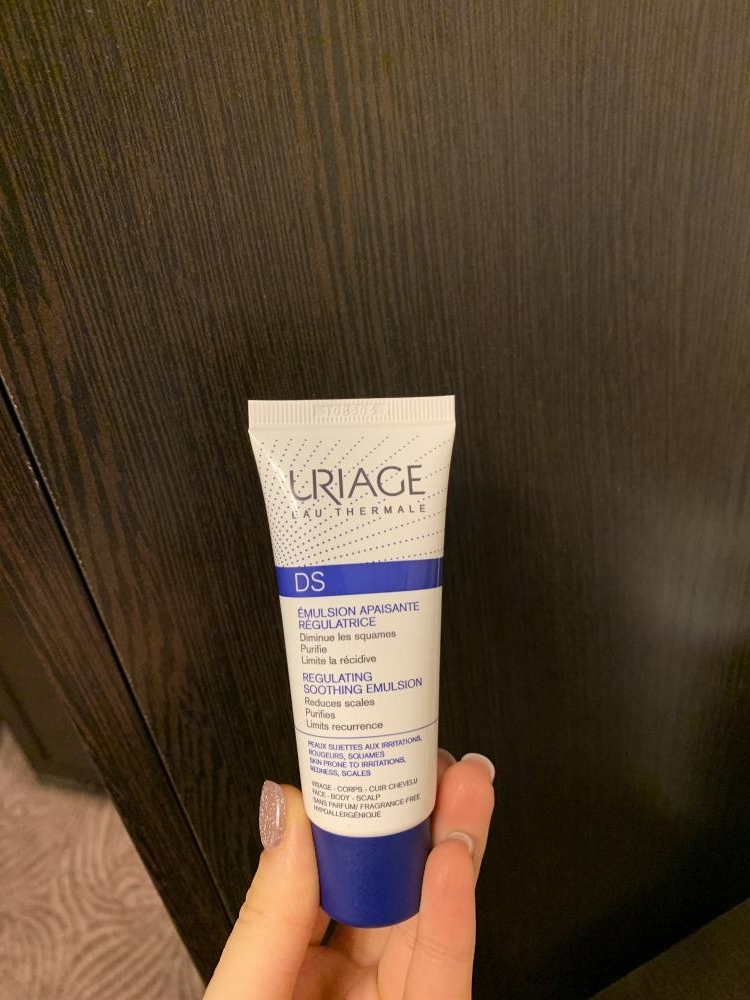 URIAGE
EAU THERMALE
DS
ÉMULSION APAISANTE
RÉGULATRICE
Diminue les squames
Purifie
Limite la récidive
REGULATING
SOOTHING EMULSION
Reduces scales
Purifies
Limits recurrence
PEAUX SUJETTES AUX IRRITATIONS,
ROUGEURS, SQUAMES
SKIN PRONE TO IRRITATIONS,
REDNESS, SCALES
VISAGE - CORPS - CUIR CHEVELU
FACE - BODY - SCALP
SANS PARFUM/ FRAGRANCE-FREE
HYPOALLERGÉNIQUE